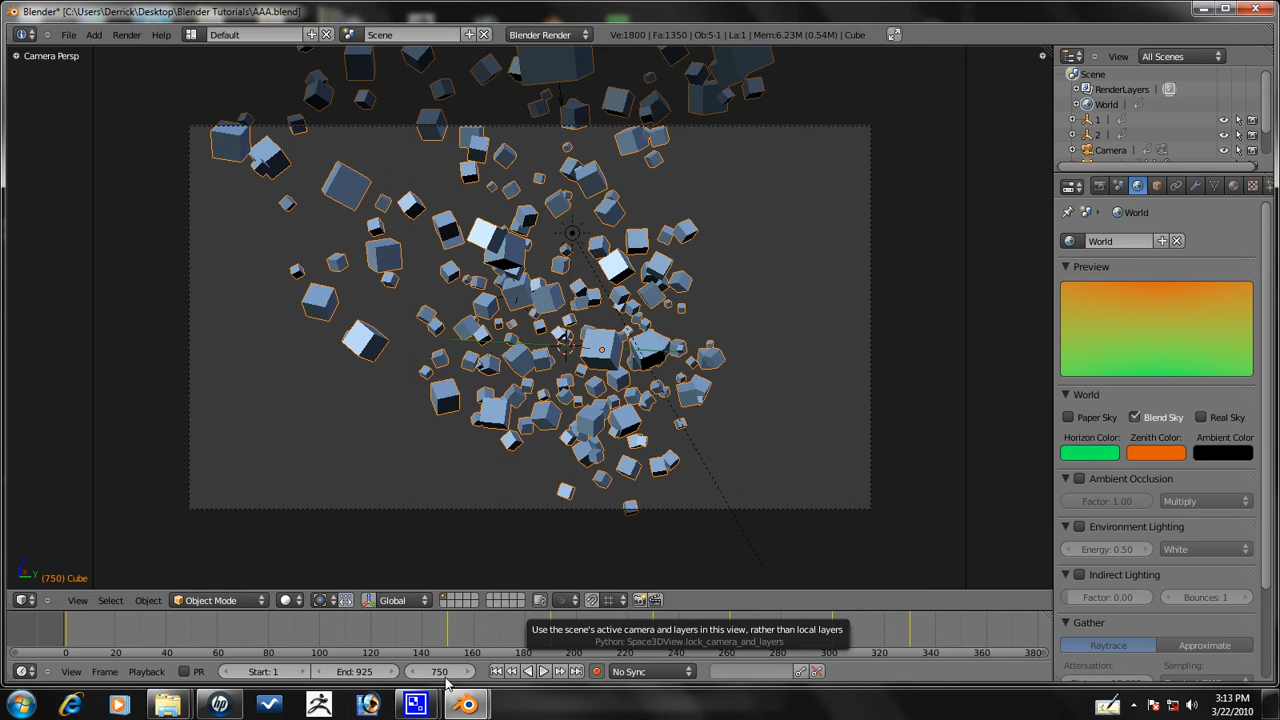 Blender* [C:\Users\Derrick\Desktop\Blender Tutorials\AAA.blend]
File Add Render Help Default Scene Blender Render Ve:1800 | Fa:1350 | Ob:5-1 | La:1 | Mem:6.23M (0.54M) | Cube
View All Scenes
Camera Persp
Scene
RenderLayers
World
1
2
Camera
World
World
Preview
World
Paper Sky Blend Sky Real Sky
Horizon Color: Zenith Color: Ambient Color
Ambient Occlusion
Factor: 1.00 Multiply
Environment Lighting
Energy: 0.50 White
Indirect Lighting
Factor: 0.00 Bounces: 1
Gather
Raytrace Approximate
Attenuation: Sampling:
(750) Cube
View Select Object Object Mode Global
Use the scene's active camera and layers in this view, rather than local layers
Python: Space3DView.lock_camera_and_layers
0 20 40 60 80 100 120 140 160 180 200 220 240 260 280 300 320 340 360 380
View Frame Playback PR Start: 1 End: 925 750 No Sync
3:13 PM
3/22/2010